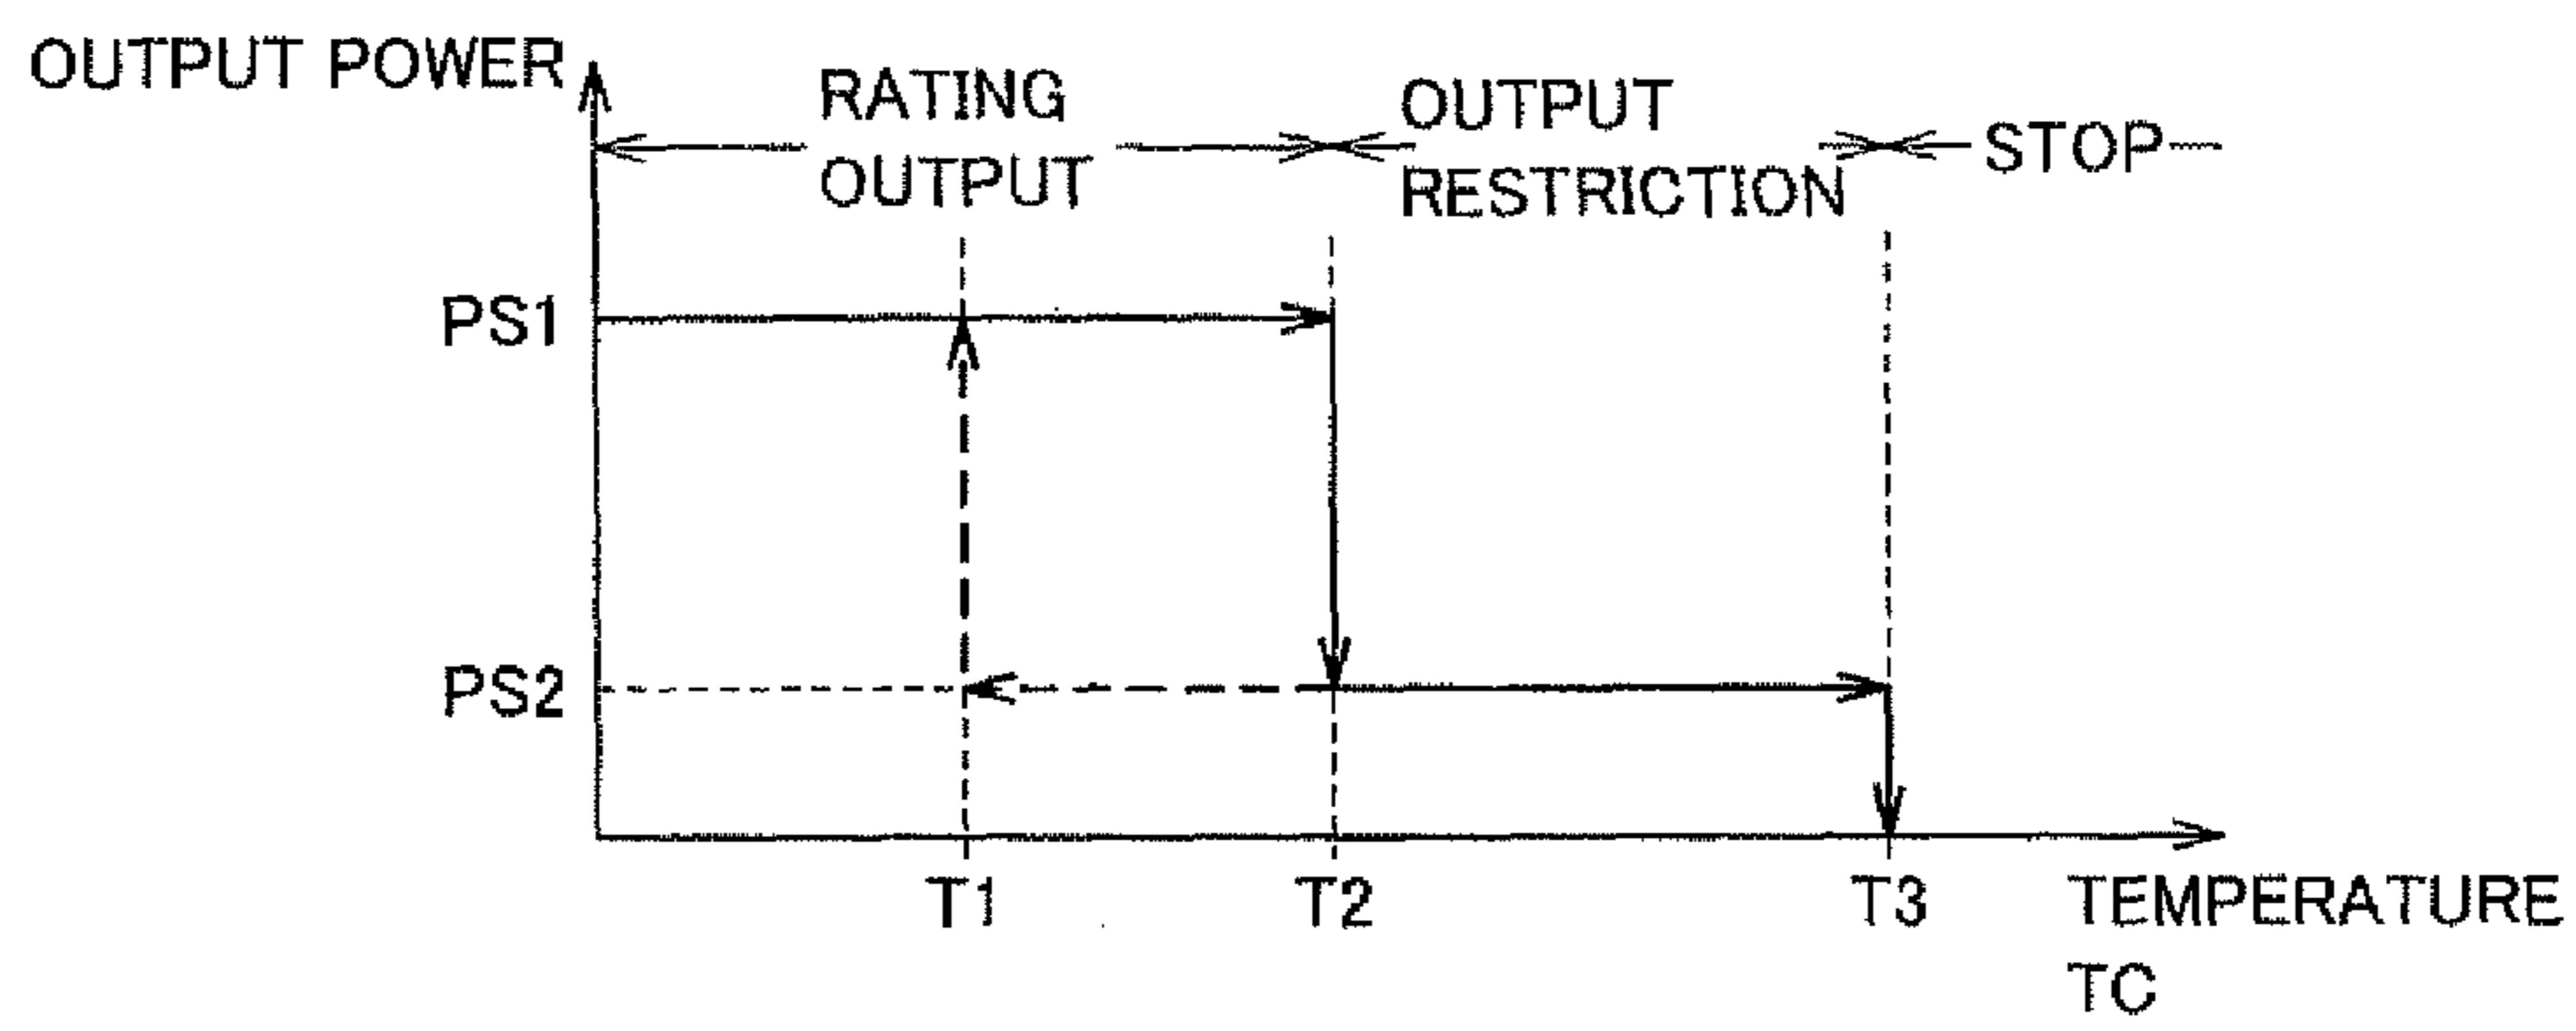 OUTPUT POWER
RATING
OUTPUT
OUTPUT
RESTRICTION
STOP
PS1
PS2
T1
T2
T3
TEMPERATURE
TC